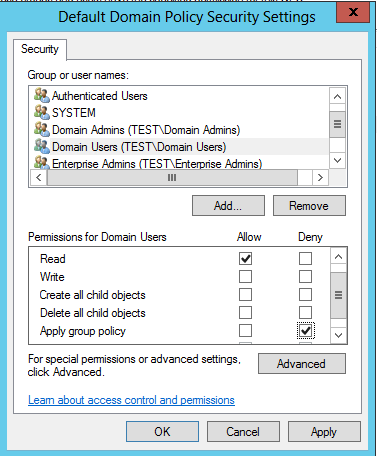 Default Domain Policy Security Settings
x
Security
Group or user names:
Authenticated Users
SYSTEM
Domain Admins (TEST\Domain Admins)
Domain Users (TEST\Domain Users)
Enterprise Admins (TEST\Enterprise Admins)
Add...
Remove
Permissions for Domain Users
Allow
Deny
Read
Write
Create all child objects
Delete all child objects
Apply group policy
For special permissions or advanced settings,
click Advanced.
Advanced
Learn about access control and permissions
OK
Cancel
Apply